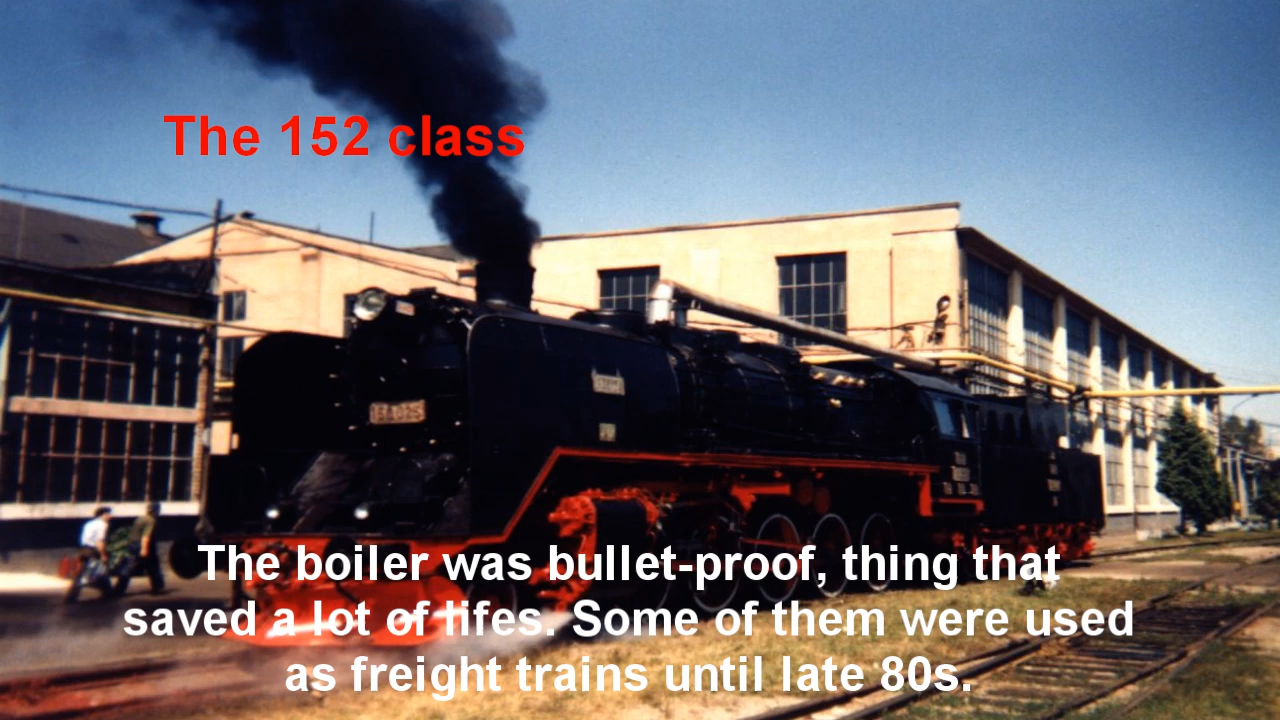 The 152 class
The boiler was bullet-proof, thing that
saved a lot of lifes. Some of them were used
as freight trains until late 80s.